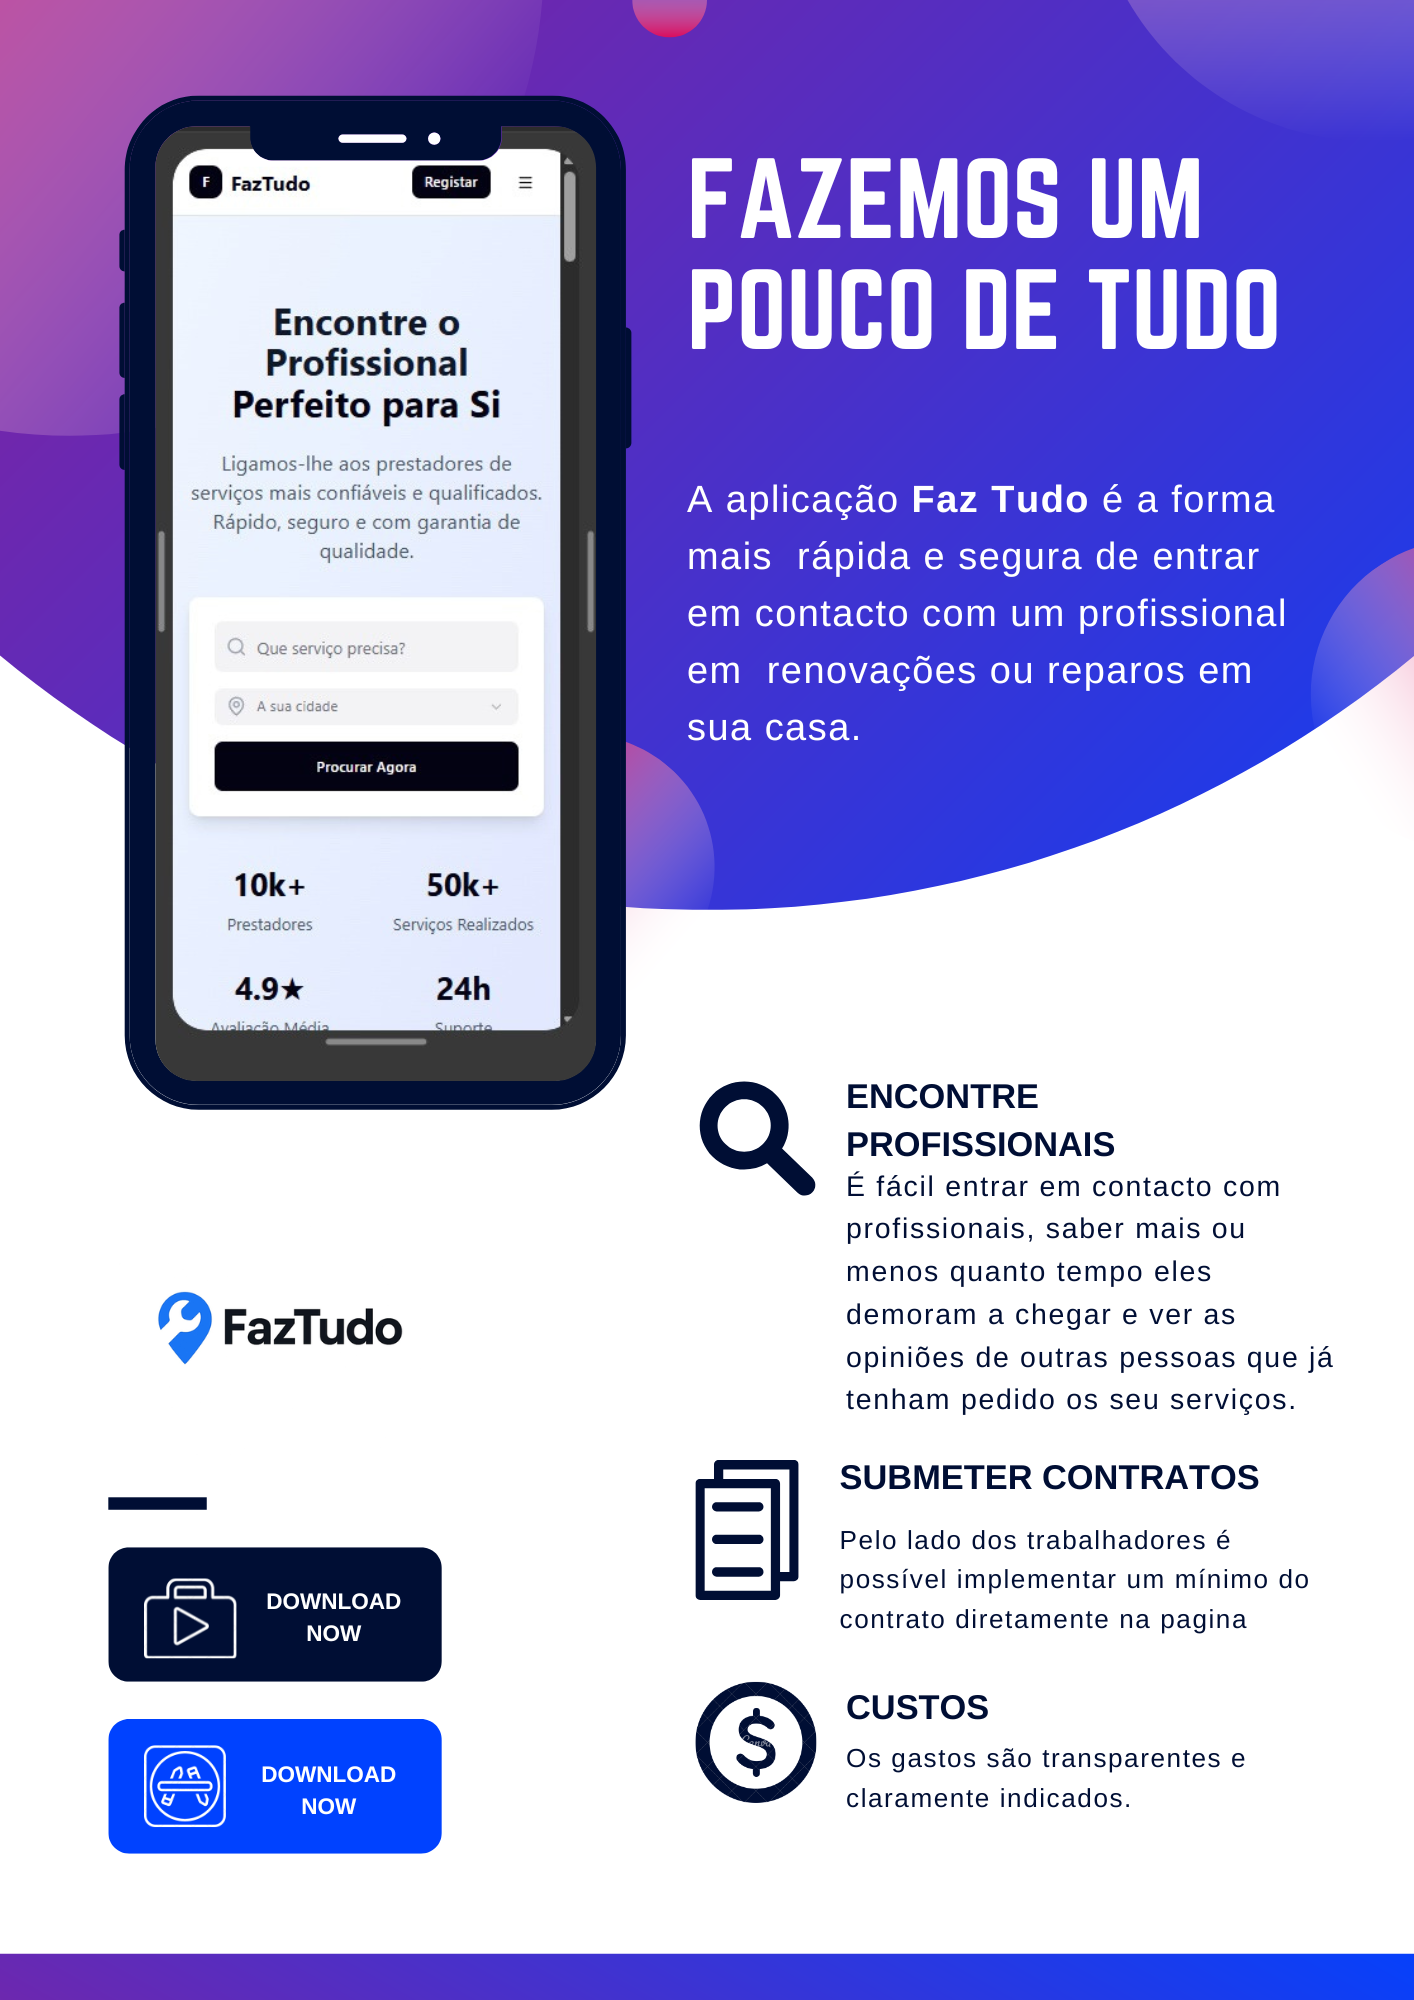 F FazTudo Registar
Encontre o
Profissional
Perfeito para Si
Ligamos-lhe aos prestadores de
serviços mais confiáveis e qualificados.
Rápido, seguro e com garantia de
qualidade.
Que serviço precisa?
A sua cidade
Procurar Agora
10k+ 50k+
Prestadores Serviços Realizados
4.9★ 24h
Avaliação Média Suporte
FAZEMOS UM
POUCO DE TUDO
A aplicação Faz Tudo é a forma
mais rápida e segura de entrar
em contacto com um profissional
em renovações ou reparos em
sua casa.
ENCONTRE
PROFISSIONAIS
É fácil entrar em contacto com
profissionais, saber mais ou
menos quanto tempo eles
demoram a chegar e ver as
opiniões de outras pessoas que já
tenham pedido os seu serviços.
FazTudo
SUBMETER CONTRATOS
Pelo lado dos trabalhadores é
possível implementar um mínimo do
contrato diretamente na pagina
DOWNLOAD
NOW
DOWNLOAD
NOW
$
Canva
CUSTOS
Os gastos são transparentes e
claramente indicados.